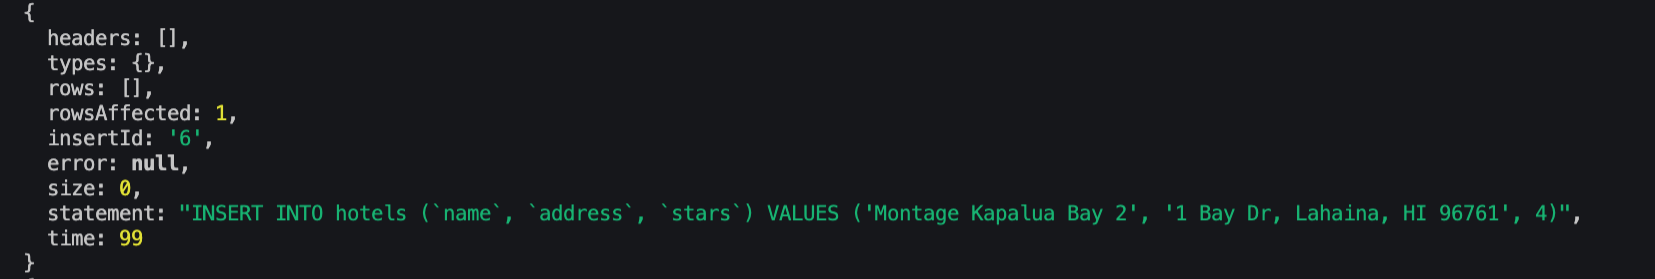 {
headers: [],
types: {},
rows: [],
rowsAffected: 1,
insertId: '6',
error: null,
size: 0,
statement: "INSERT INTO hotels (`name`, `address`, `stars`) VALUES ('Montage Kapalua Bay 2', '1 Bay Dr, Lahaina, HI 96761', 4)",
time: 99
}